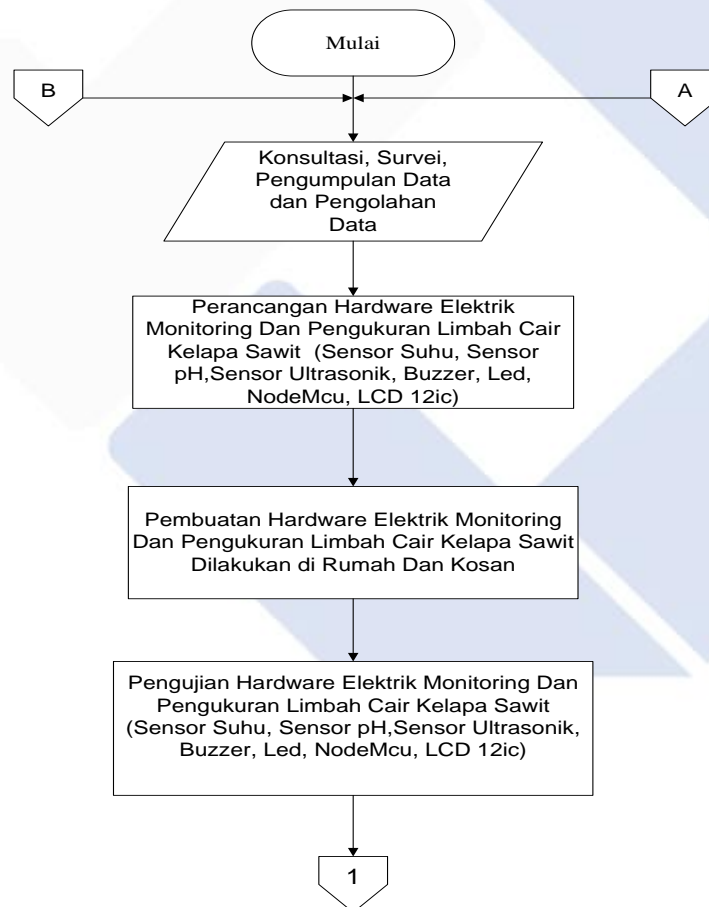 Mulai
B
A
Konsultasi, Survei,
Pengumpulan Data
dan Pengolahan
Data
Perancangan Hardware Elektrik
Monitoring Dan Pengukuran Limbah Cair
Kelapa Sawit (Sensor Suhu, Sensor
pH,Sensor Ultrasonik, Buzzer, Led,
NodeMcu, LCD 12ic)
Pembuatan Hardware Elektrik Monitoring
Dan Pengukuran Limbah Cair Kelapa Sawit
Dilakukan di Rumah Dan Kosan
Pengujian Hardware Elektrik Monitoring Dan
Pengukuran Limbah Cair Kelapa Sawit
(Sensor Suhu, Sensor pH,Sensor Ultrasonik,
Buzzer, Led, NodeMcu, LCD 12ic)
1